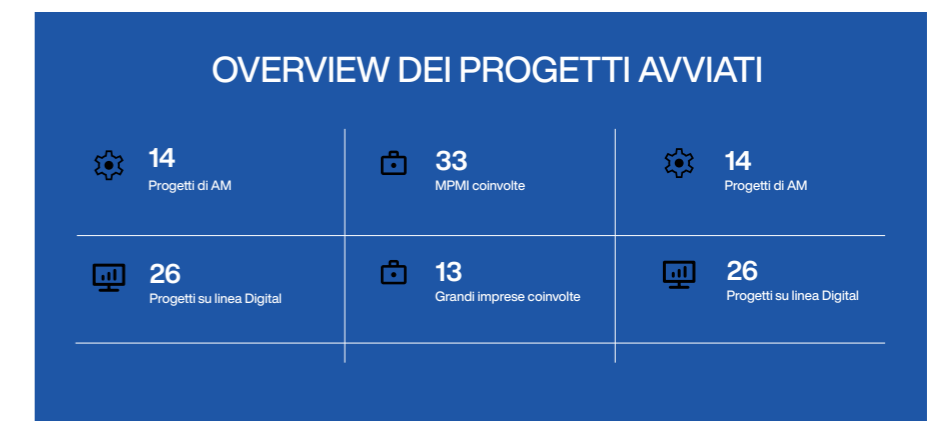 OVERVIEW DEI PROGETTI AVVIATI
14
Progetti di AM
33
MPMI coinvolte
14
Progetti di AM
26
Progetti su linea Digital
13
Grandi imprese coinvolte
26
Progetti su linea Digital